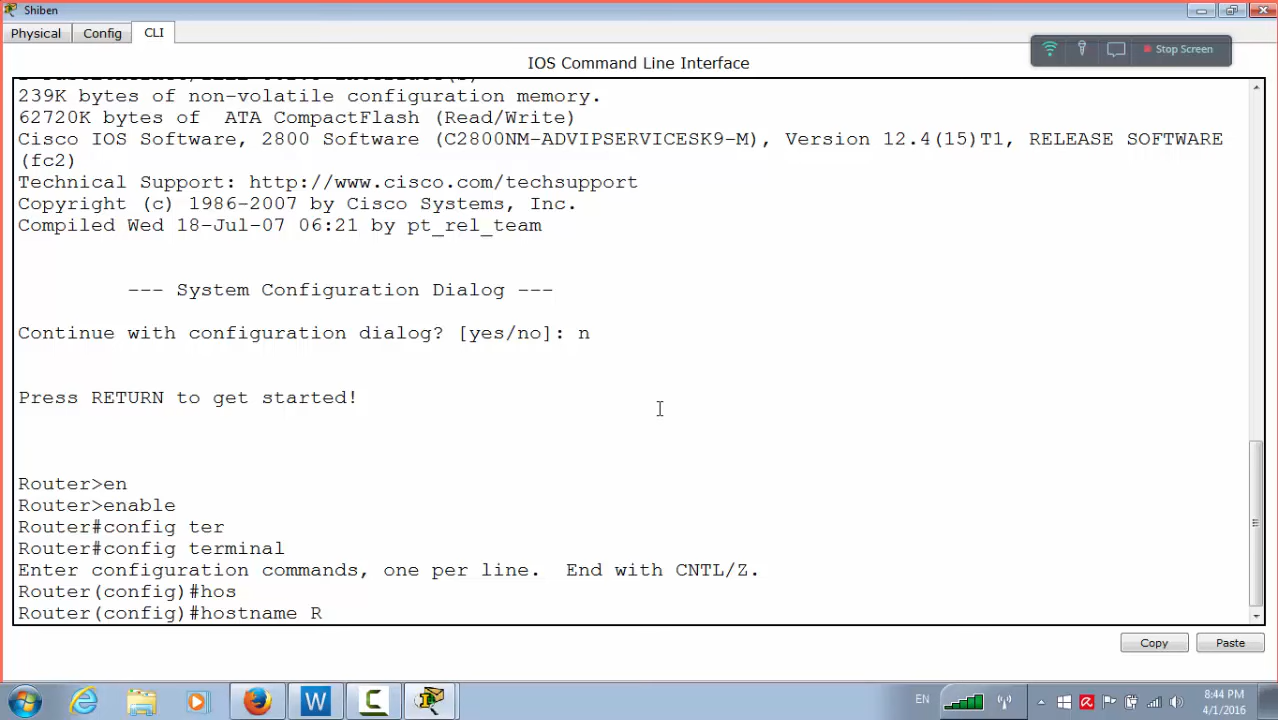 Shiben
Physical
Config
CLI
Stop Screen
IOS Command Line Interface
239K bytes of non-volatile configuration memory.
62720K bytes of  ATA CompactFlash (Read/Write)
Cisco IOS Software, 2800 Software (C2800NM-ADVIPSERVICESK9-M), Version 12.4(15)T1, RELEASE SOFTWARE
(fc2)
Technical Support: http://www.cisco.com/techsupport
Copyright (c) 1986-2007 by Cisco Systems, Inc.
Compiled Wed 18-Jul-07 06:21 by pt_rel_team
--- System Configuration Dialog ---
Continue with configuration dialog? [yes/no]: n
Press RETURN to get started!
Router>en
Router>enable
Router#config ter
Router#config terminal
Enter configuration commands, one per line.  End with CNTL/Z.
Router(config)#hos
Router(config)#hostname R
Copy
Paste
EN
8:44 PM
4/1/2016